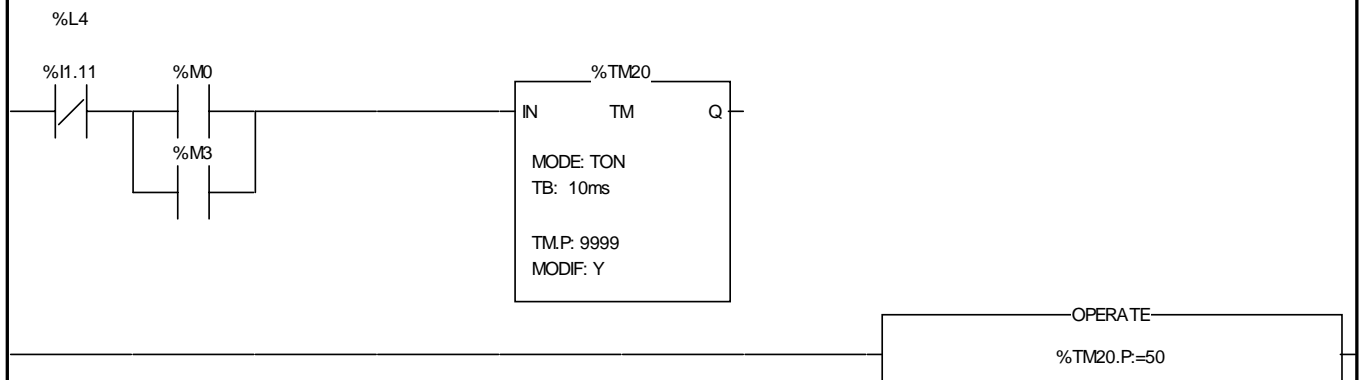 %L4
%I1.11 %M0 %TM20
IN TM Q
%M3
MODE: TON
TB: 10ms
TM.P: 9999
MODIF: Y
OPERATE
%TM20.P:=50